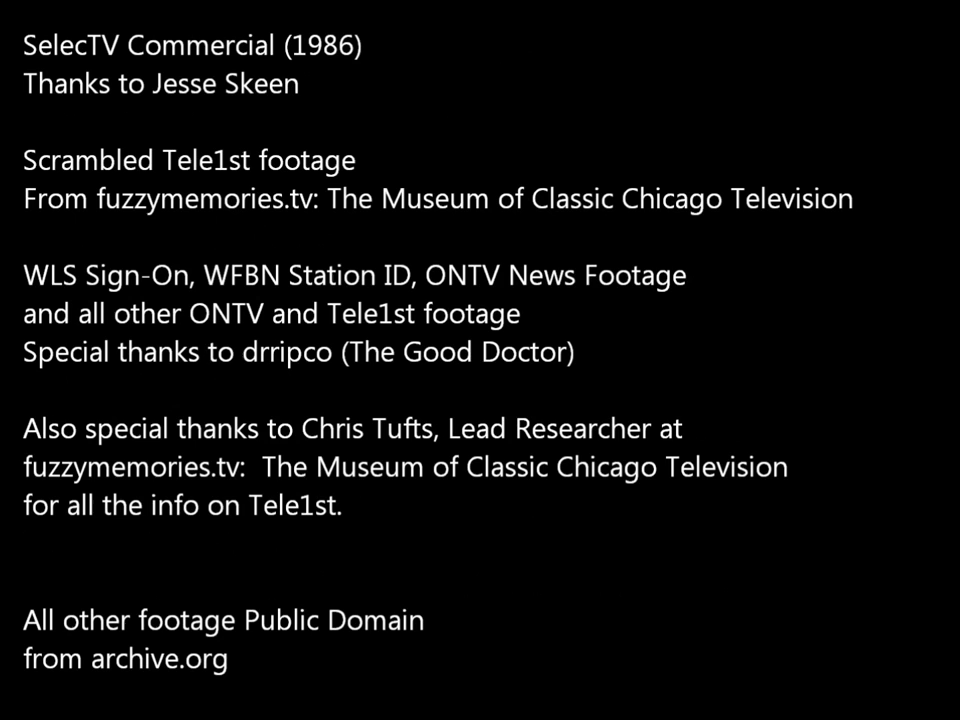 SelecTV Commercial (1986)
Thanks to Jesse Skeen
Scrambled Tele1st footage
From fuzzymemories.tv: The Museum of Classic Chicago Television
WLS Sign-On, WFBN Station ID, ONTV News Footage
and all other ONTV and Tele1st footage
Special thanks to drripco (The Good Doctor)
Also special thanks to Chris Tufts, Lead Researcher at
fuzzymemories.tv:  The Museum of Classic Chicago Television
for all the info on Tele1st.
All other footage Public Domain
from archive.org